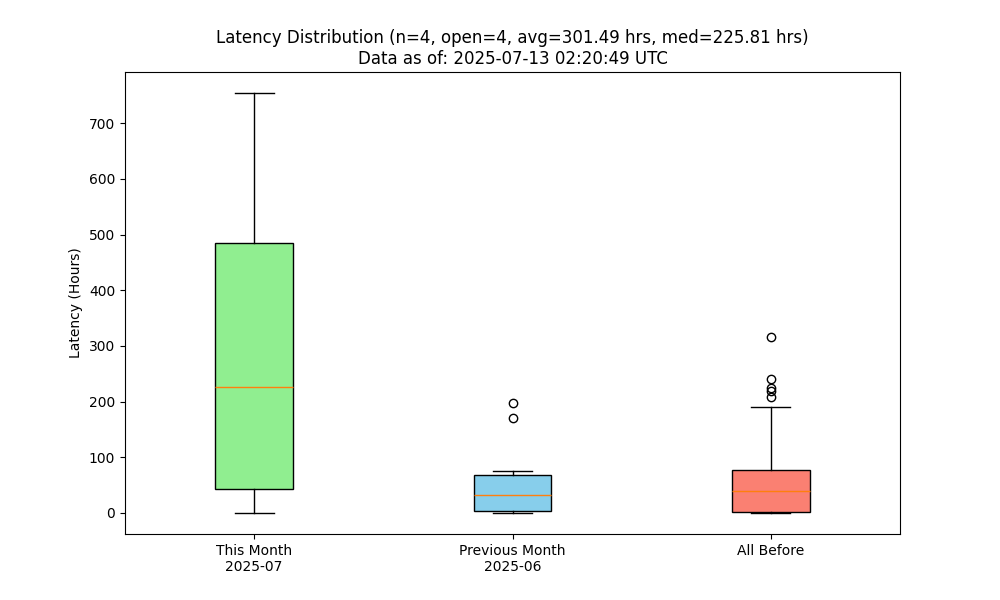 Latency Distribution (n=4, open=4, avg=301.49 hrs, med=225.81 hrs)
Data as of: 2025-07-13 02:20:49 UTC
Latency (Hours)
700
600
500
400
300
200
100
0
This Month
2025-07
Previous Month
2025-06
All Before